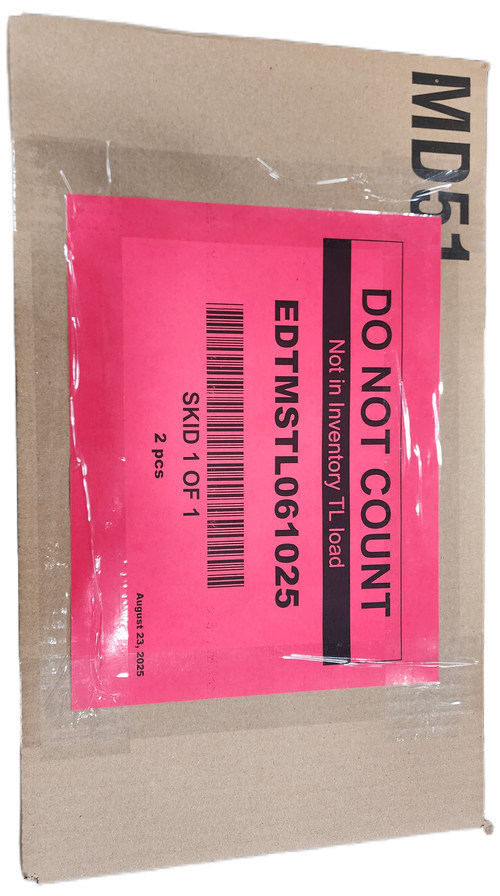 MD51
DO NOT COUNT
Not in Inventory TL load
EDTMSTL061025
SKID 1 OF 1
2 pcs
August 23, 2025